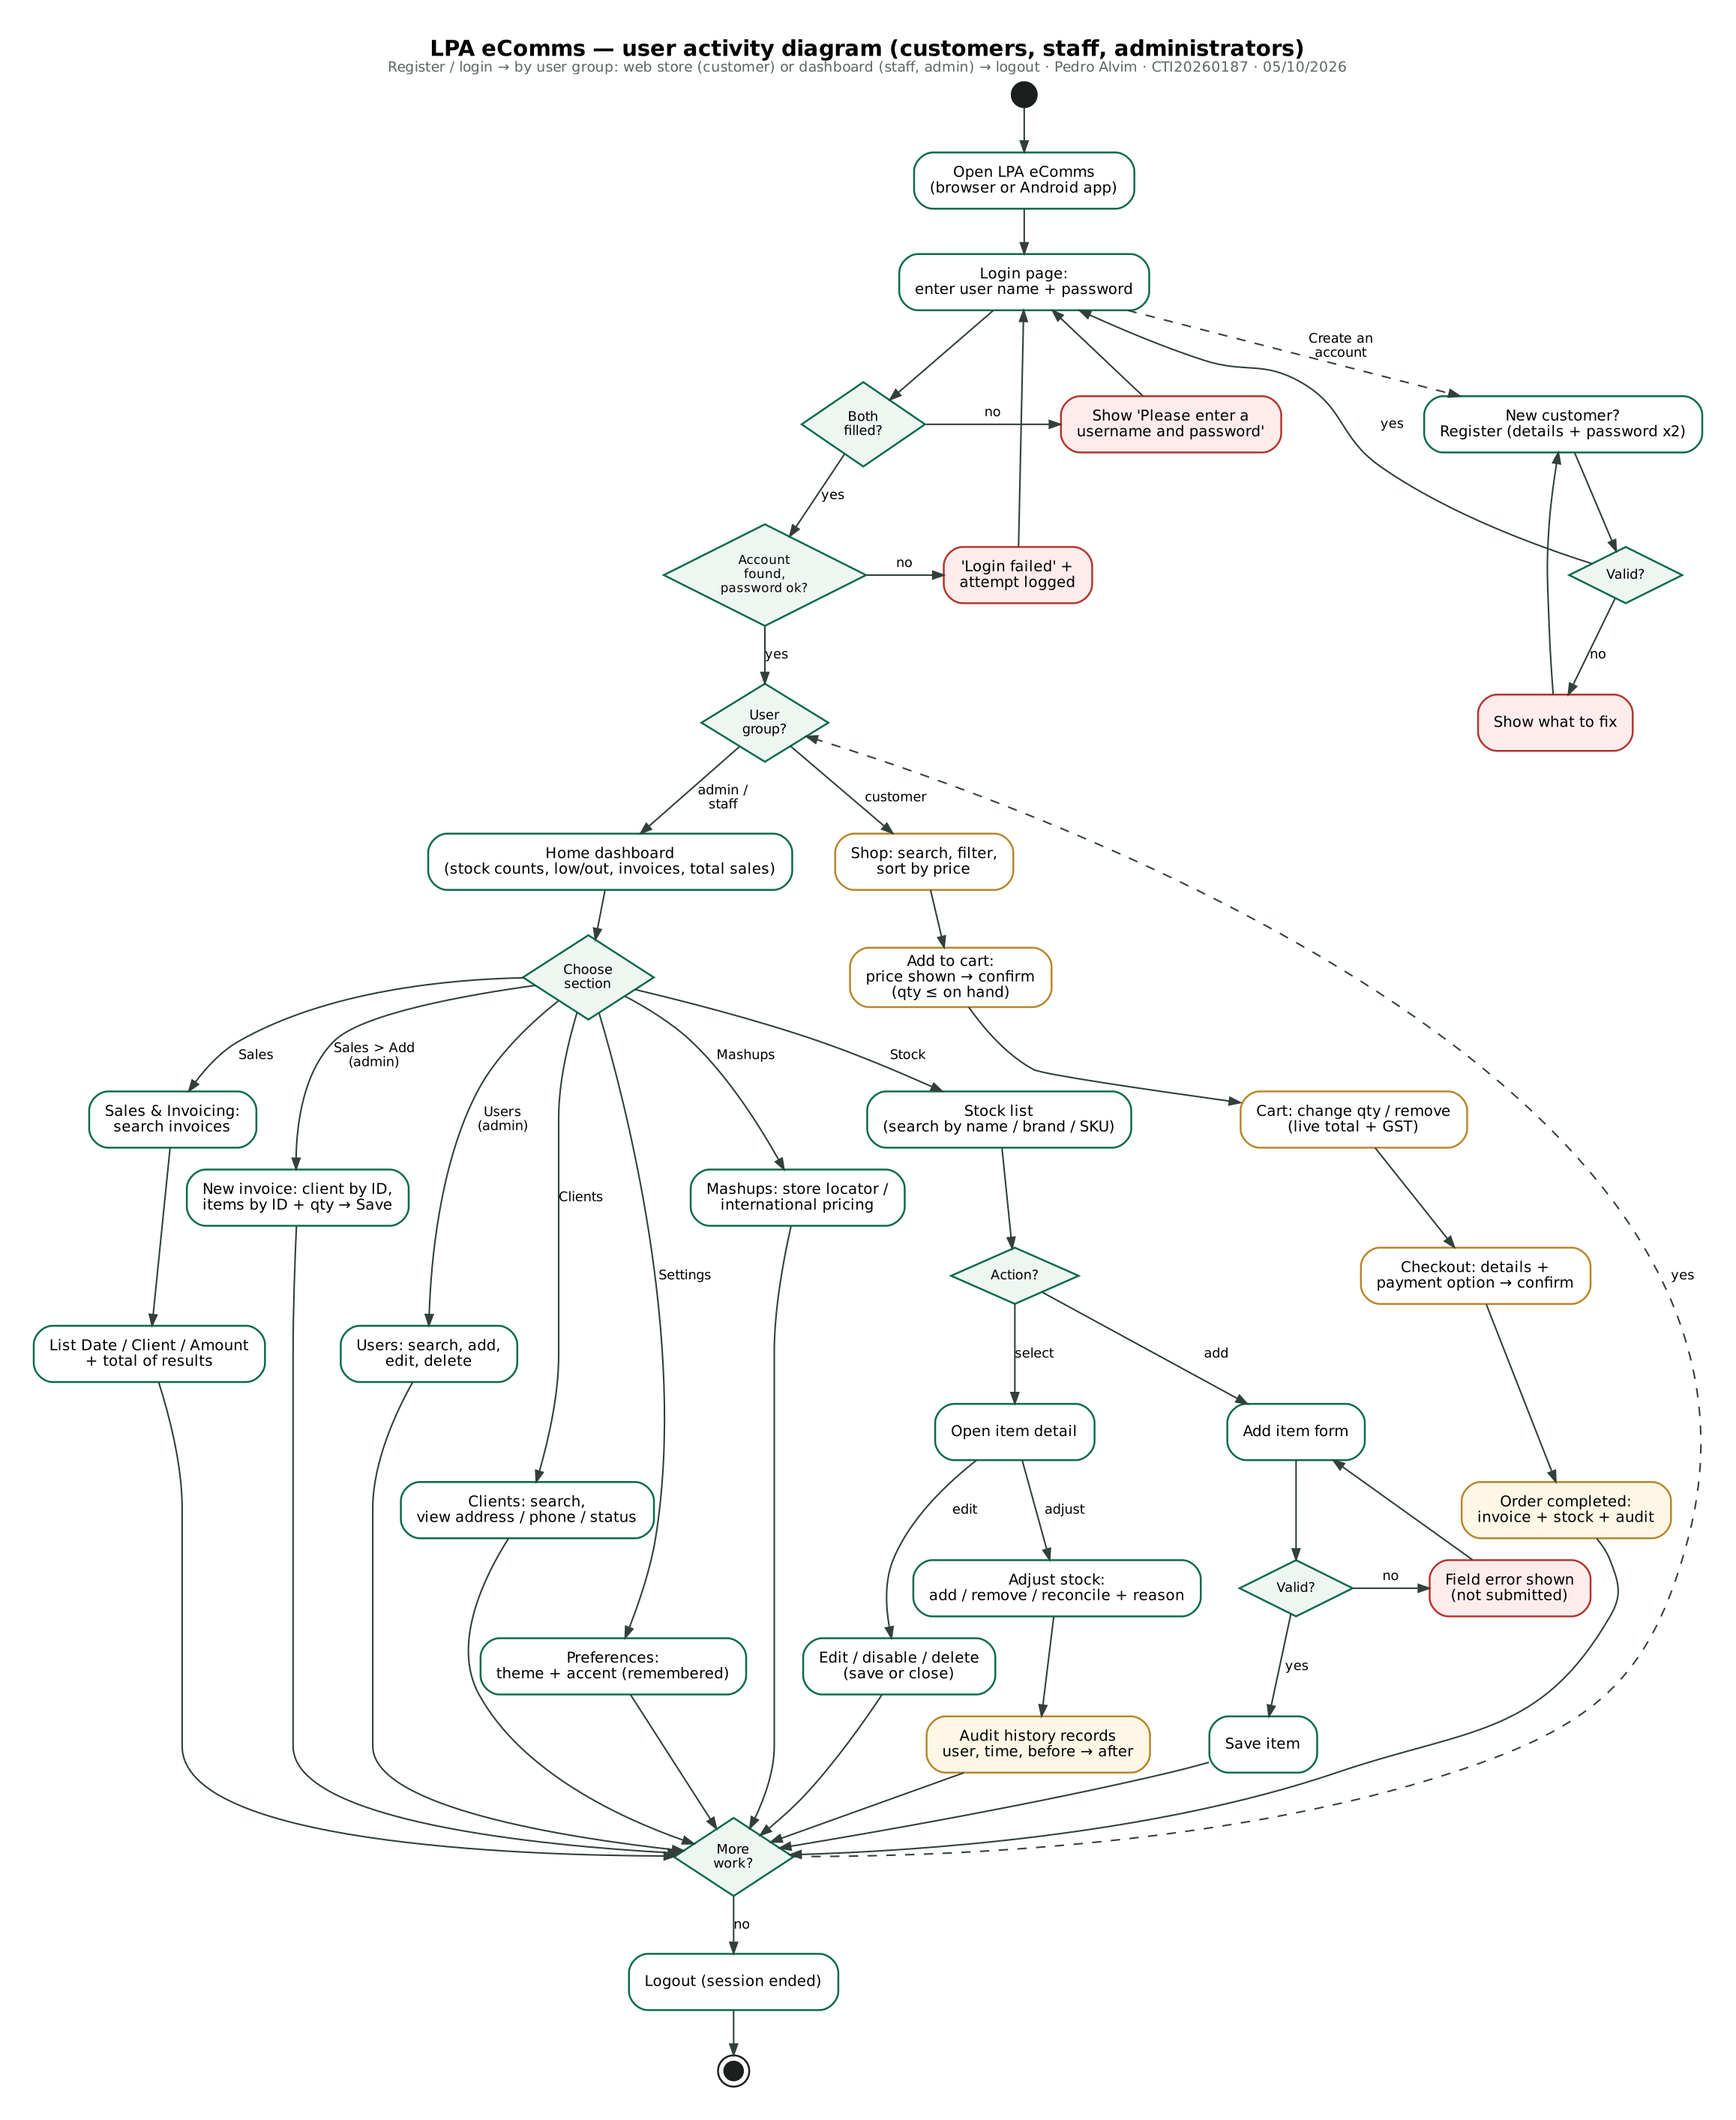 LPA eComms — user activity diagram (customers, staff, administrators)
Register / login → by user group: web store (customer) or dashboard (staff, admin) → logout · Pedro Alvim · CTI20260187 · 05/10/2026
Open LPA eComms
(browser or Android app)
Login page:
enter user name + password
Create an
account
Both
filled?
no
Show 'Please enter a
username and password'
yes
New customer?
Register (details + password x2)
yes
Account
found,
password ok?
no
'Login failed' +
attempt logged
Valid?
yes
no
User
group?
Show what to fix
admin /
staff
customer
Home dashboard
(stock counts, low/out, invoices, total sales)
Shop: search, filter,
sort by price
Choose
section
Add to cart:
price shown → confirm
(qty ≤ on hand)
Sales
Sales > Add
(admin)
Users
(admin)
Clients
Settings
Mashups
Stock
Sales & Invoicing:
search invoices
Stock list
(search by name / brand / SKU)
Cart: change qty / remove
(live total + GST)
New invoice: client by ID,
items by ID + qty → Save
Mashups: store locator /
international pricing
Action?
Checkout: details +
payment option → confirm
yes
List Date / Client / Amount
+ total of results
Users: search, add,
edit, delete
select
add
Open item detail
Add item form
Clients: search,
view address / phone / status
edit
adjust
Order completed:
invoice + stock + audit
Adjust stock:
add / remove / reconcile + reason
Valid?
no
Field error shown
(not submitted)
Preferences:
theme + accent (remembered)
Edit / disable / delete
(save or close)
yes
Audit history records
user, time, before → after
Save item
More
work?
no
Logout (session ended)